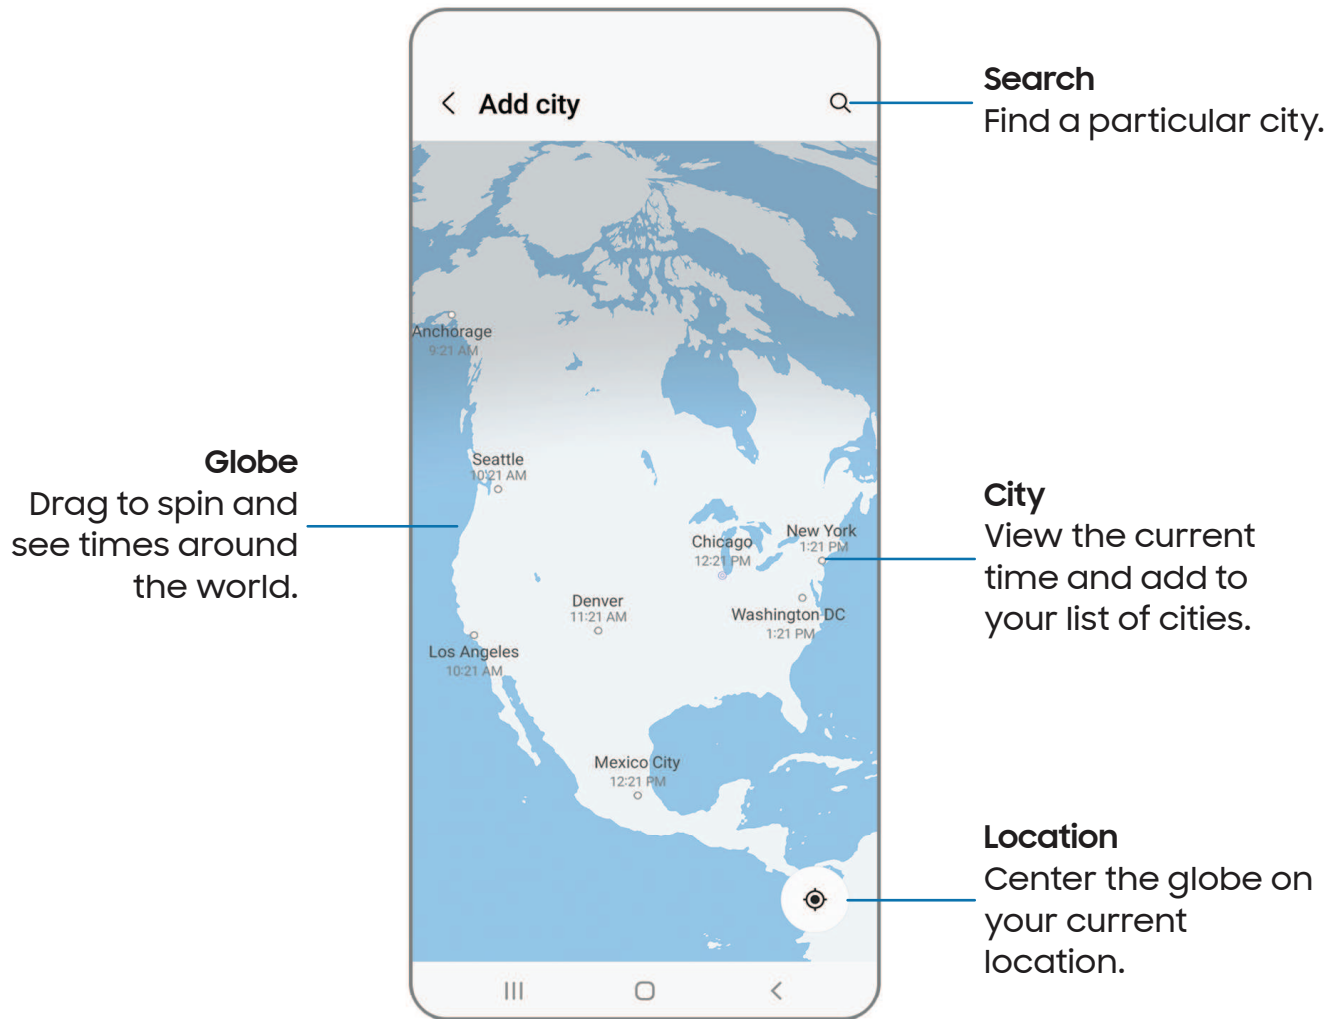 Add city
Search
Find a particular city.
Anchorage
9:21 AM
Seattle
10:21 AM
Globe
Drag to spin and
see times around
the world.
New York
1:21 PM
Chicago
12:21 PM
City
View the current
time and add to
your list of cities.
Denver
11:21 AM
Washington DC
1:21 PM
Los Angeles
10:21 AM
Mexico City
12:21 PM
Location
Center the globe on
your current
location.